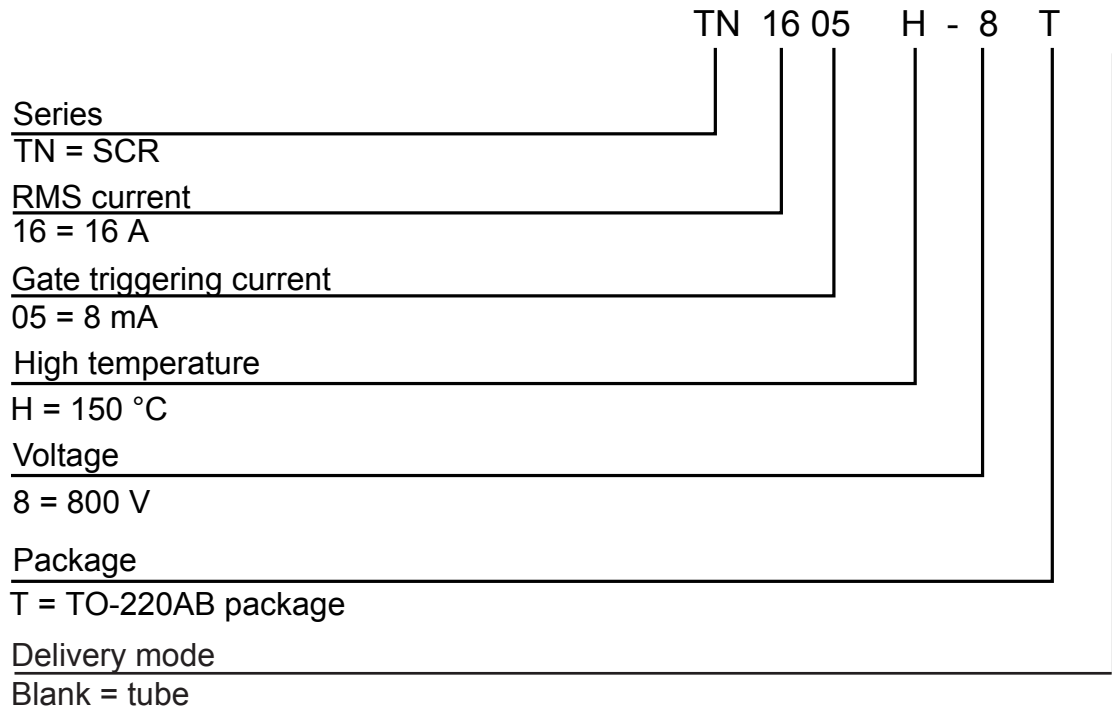 TN 16 05 H - 8 T
Series
TN = SCR
RMS current
16 = 16 A
Gate triggering current
05 = 8 mA
High temperature
H = 150 °C
Voltage
8 = 800 V
Package
T = TO-220AB package
Delivery mode
Blank = tube